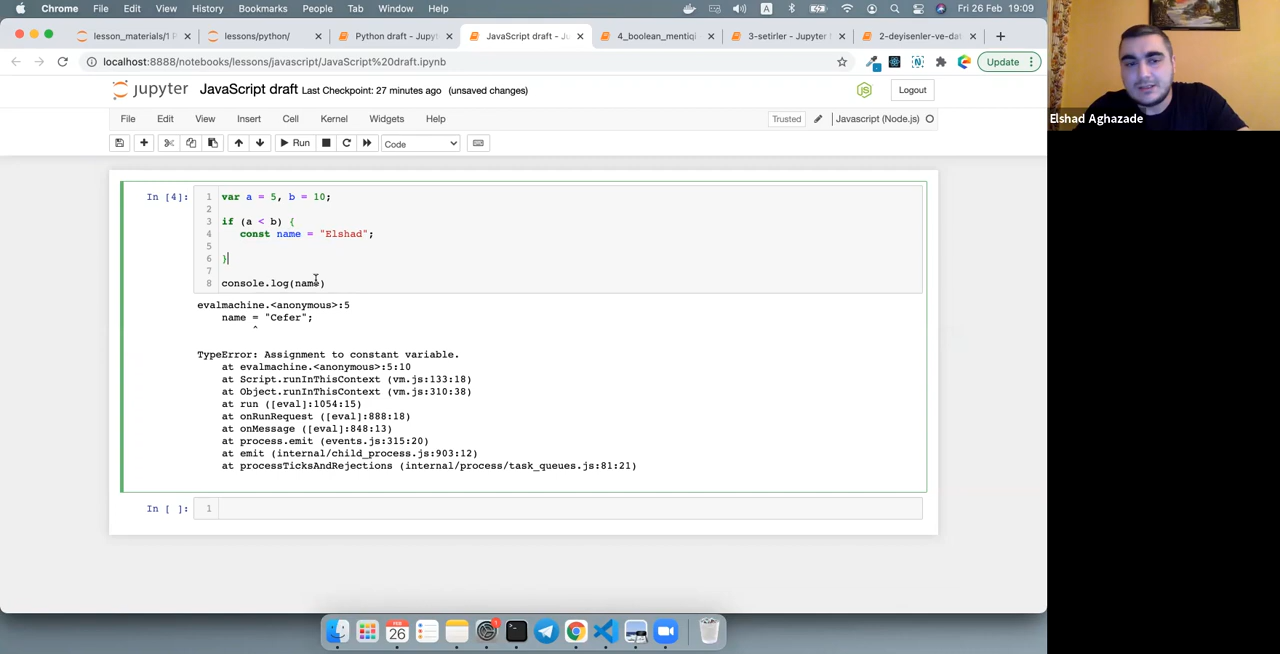 Chrome File Edit View History Bookmarks People Tab Window Help A Fri 26 Feb 19:09
lesson_materials/1 P lessons/python/ Python draft - Jupyt JavaScript draft - Ju 4_boolean_mentiqi 3-setirler - Jupyter 2-deyisenler-ve-dat
localhost:8888/notebooks/lessons/javascript/JavaScript%20draft.ipynb Update
jupyter JavaScript draft Last Checkpoint: 27 minutes ago (unsaved changes) Logout
File Edit View Insert Cell Kernel Widgets Help Trusted Javascript (Node.js)
Run Code
In [4]:
1 var a = 5, b = 10;
2
3 if (a < b) {
4 const name = "Elshad";
5
6 }
7
8 console.log(name)
evalmachine.<anonymous>:5
name = "Cefer";
^
TypeError: Assignment to constant variable.
at evalmachine.<anonymous>:5:10
at Script.runInThisContext (vm.js:133:18)
at Object.runInThisContext (vm.js:310:38)
at run ([eval]:1054:15)
at onRunRequest ([eval]:888:18)
at onMessage ([eval]:848:13)
at process.emit (events.js:315:20)
at emit (internal/child_process.js:903:12)
at processTicksAndRejections (internal/process/task_queues.js:81:21)
In [ ]: 1
Elshad Aghazade
FEB
26
1